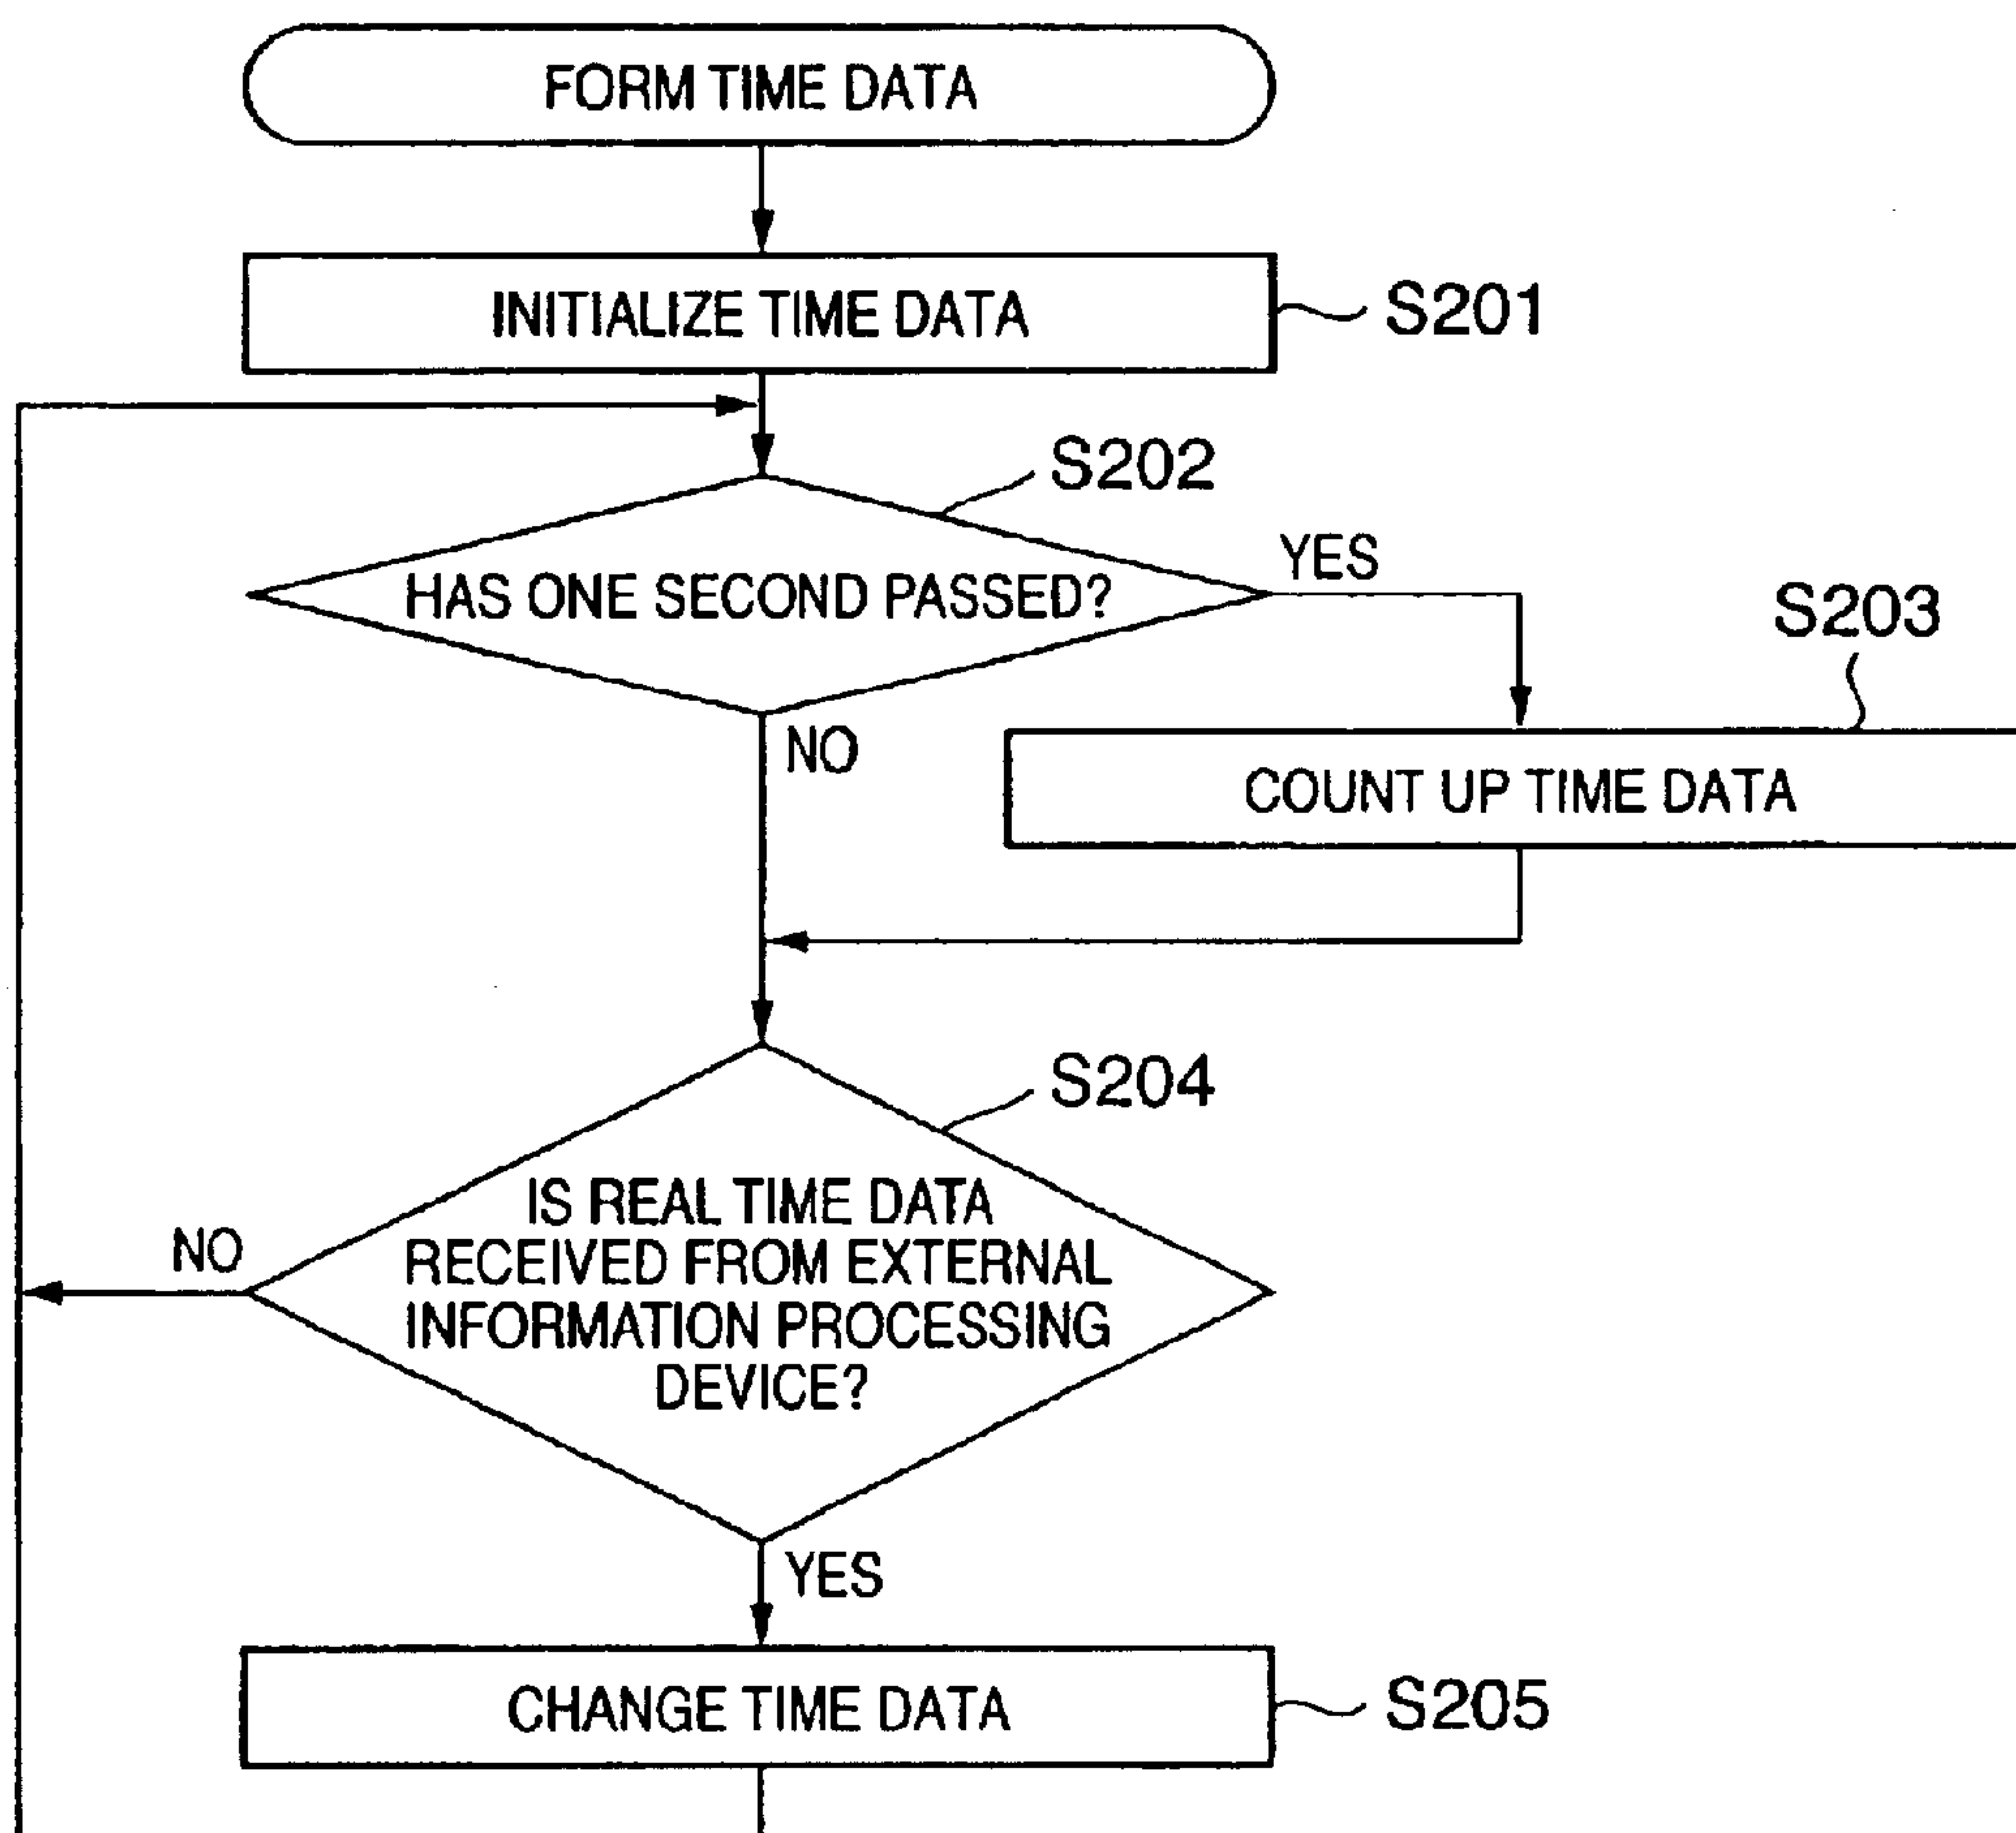 FORM TIME DATA
INITIALIZE TIME DATA
S201
S202
HAS ONE SECOND PASSED?
YES
S203
NO
COUNT UP TIME DATA
S204
IS REAL TIME DATA
RECEIVED FROM EXTERNAL
INFORMATION PROCESSING
DEVICE?
NO
YES
CHANGE TIME DATA
S205